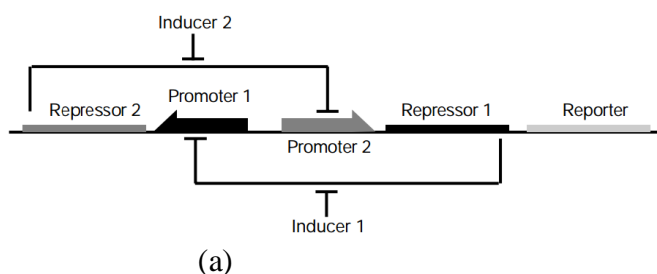 Inducer 2
Repressor 2 Promoter 1 Repressor 1 Reporter
Promoter 2
Inducer 1
(a)